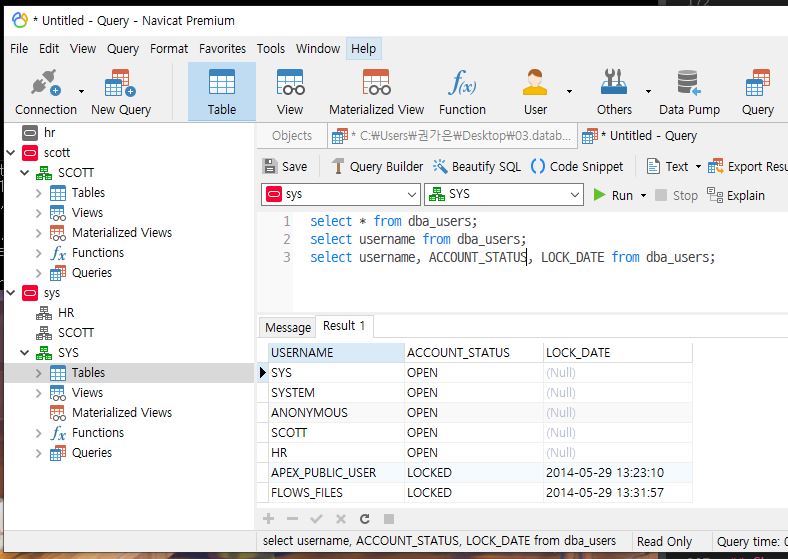 * Untitled - Query - Navicat Premium
File Edit View Query Format Favorites Tools Window Help
Connection New Query Table View Materialized View Function User Others Data Pump Query
hr
scott
SCOTT
Tables
Views
Materialized Views
Functions
Queries
sys
HR
SCOTT
SYS
Tables
Views
Materialized Views
Functions
Queries
Objects * C:₩Users₩권가은₩Desktop₩03.datab... * Untitled - Query
Save Query Builder Beautify SQL Code Snippet Text Export Resu
sys SYS Run Stop Explain
1 select * from dba_users;
2 select username from dba_users;
3 select username, ACCOUNT_STATUS, LOCK_DATE from dba_users;
Message Result 1
USERNAME ACCOUNT_STATUS LOCK_DATE
SYS OPEN (Null)
SYSTEM OPEN (Null)
ANONYMOUS OPEN (Null)
SCOTT OPEN (Null)
HR OPEN (Null)
APEX_PUBLIC_USER LOCKED 2014-05-29 13:23:10
FLOWS_FILES LOCKED 2014-05-29 13:31:57
select username, ACCOUNT_STATUS, LOCK_DATE from dba_users Read Only Query time: 0